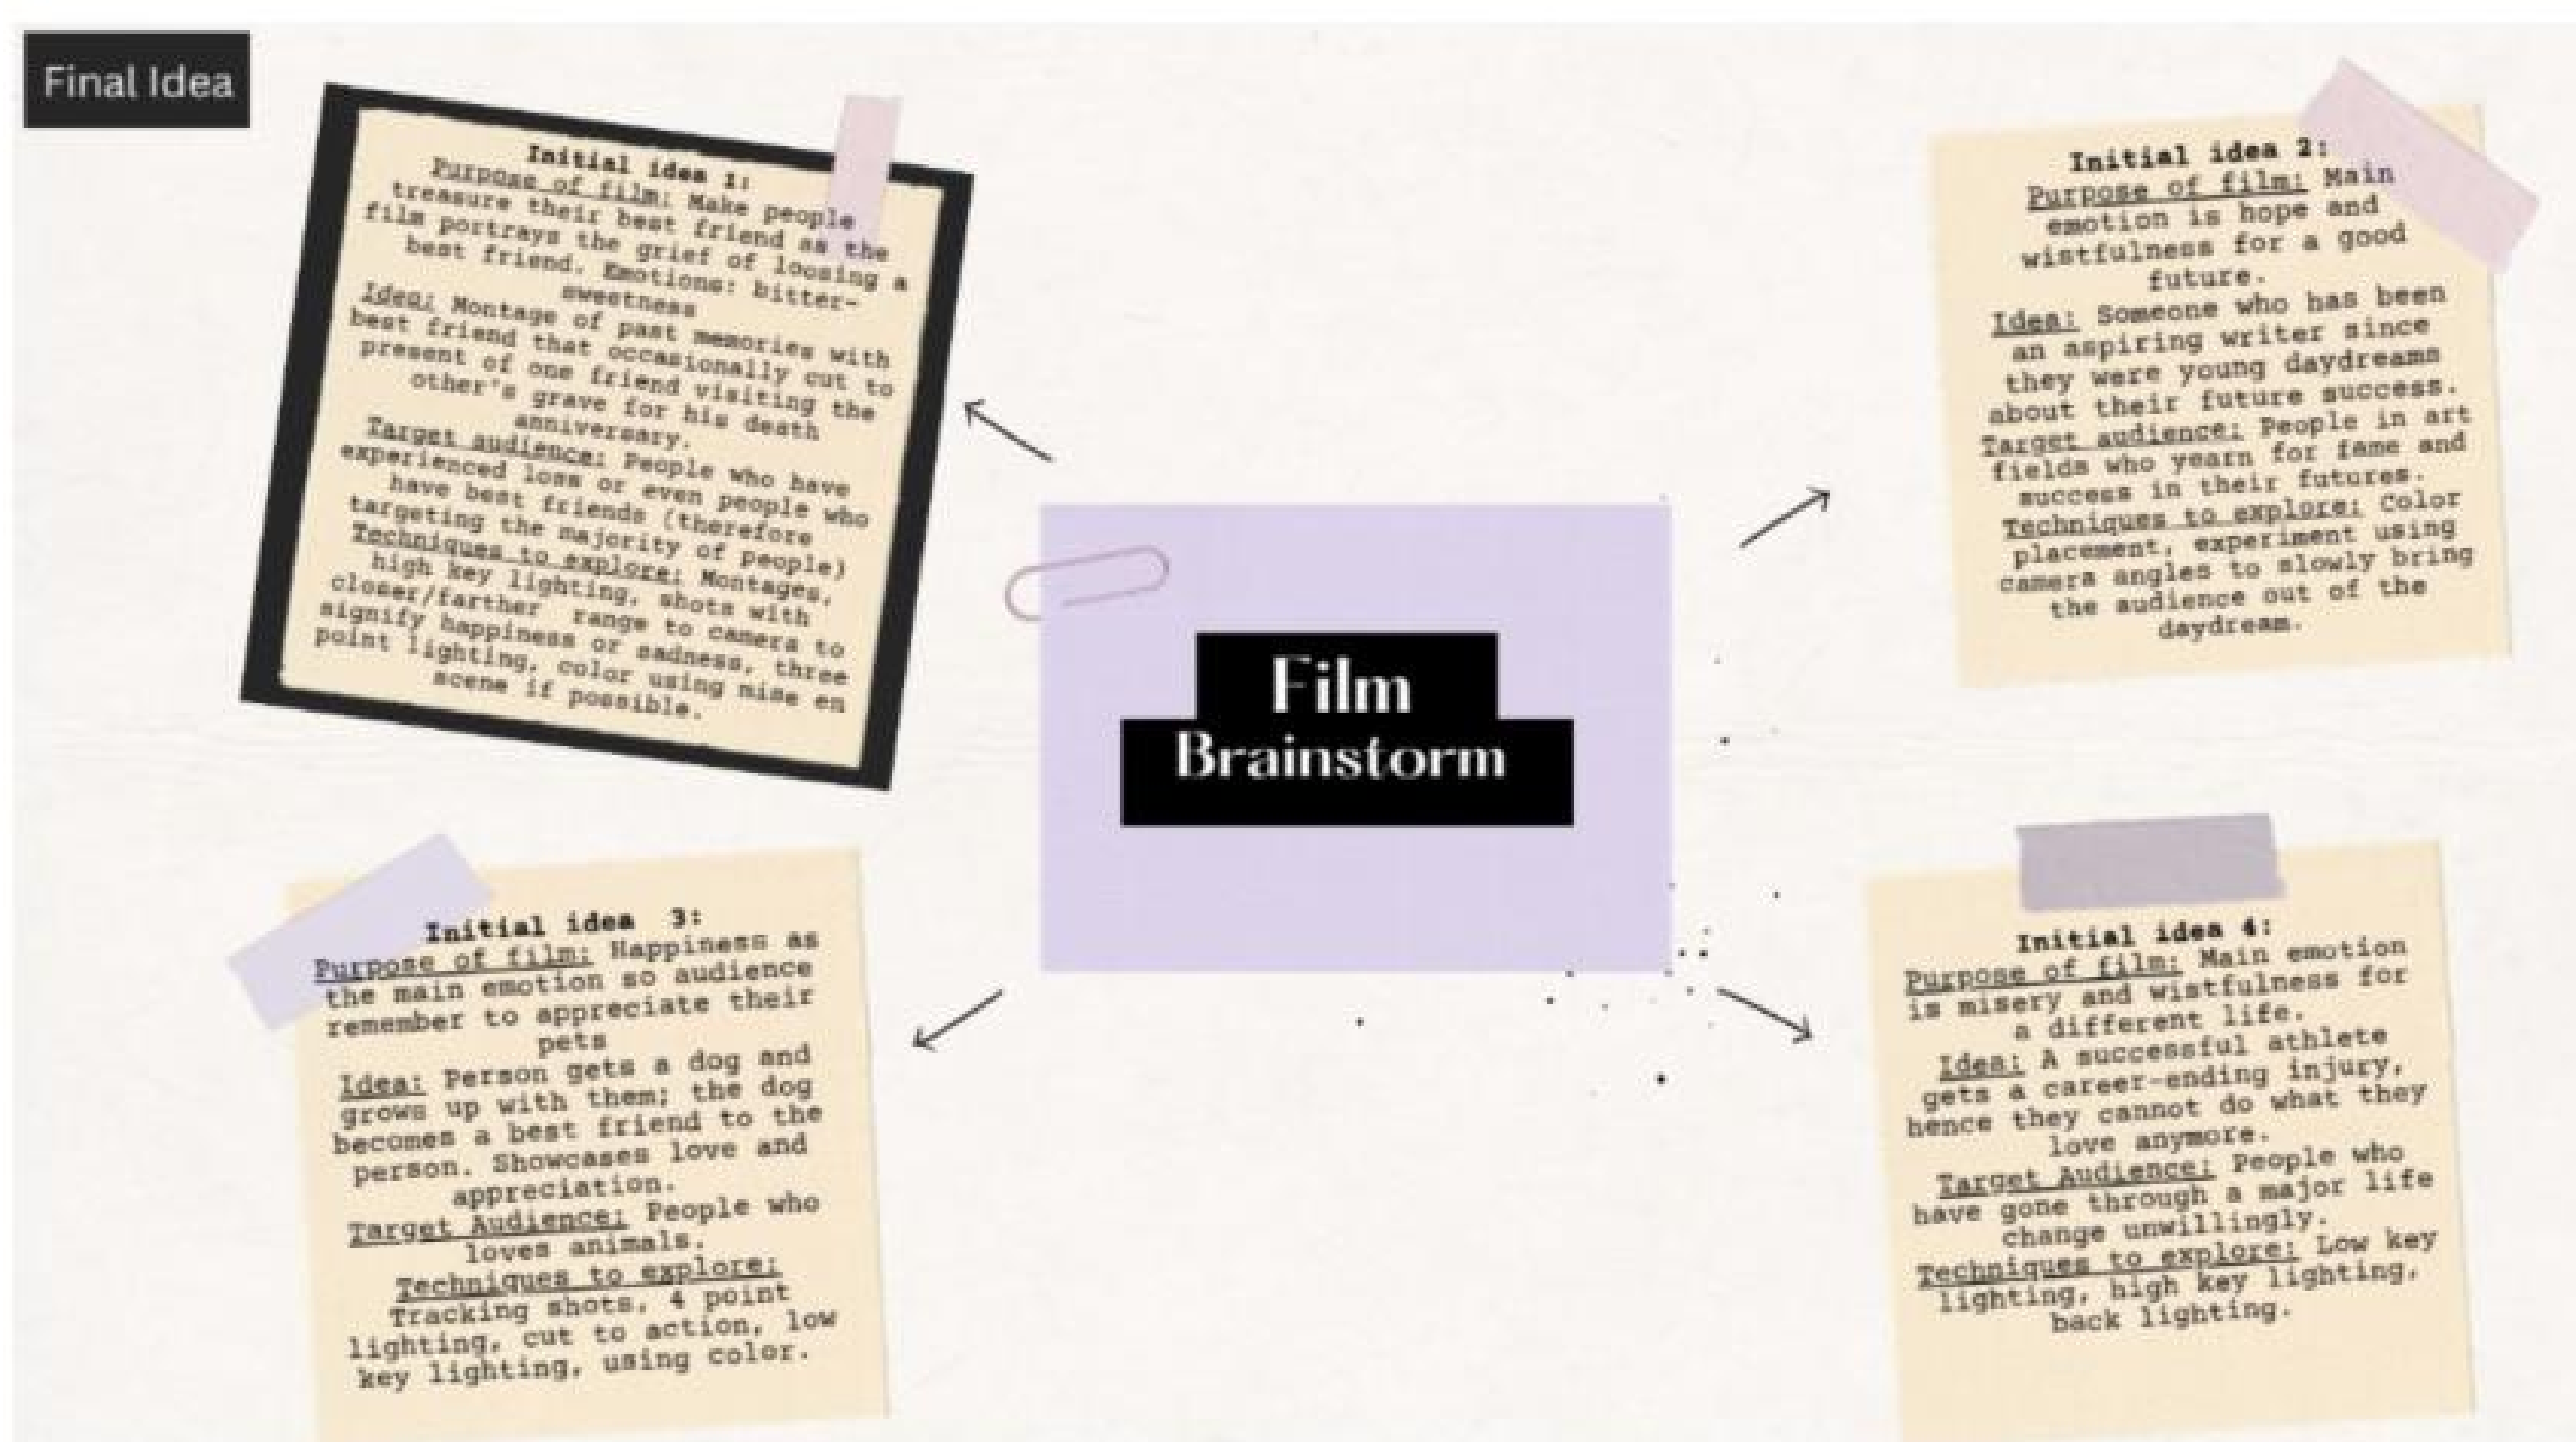 Final Idea
Initial idea 1:
Purpose of film: Make people
treasure their best friend as the
film portrays the grief of loosing a
best friend. Emotions: bitter-
sweetness
Idea: Montage of past memories with
best friend that occasionally cut to
present of one friend visiting the
other's grave for his death
anniversary.
Target audience: People who have
experienced loss or even people who
have best friends (therefore
targeting the majority of people)
Techniques to explore: Montages,
high key lighting, shots with
closer/farther range to camera to
signify happiness or sadness, three
point lighting, color using mise en
scene if possible.
Initial idea 2:
Purpose of film: Main
emotion is hope and
wistfulness for a good
future.
Idea: Someone who has been
an aspiring writer since
they were young daydreams
about their future success.
Target audience: People in art
fields who yearn for fame and
success in their futures.
Techniques to explore: Color
placement, experiment using
camera angles to slowly bring
the audience out of the
daydream.
Film
Brainstorm
Initial idea 3:
Purpose of film: Happiness as
the main emotion so audience
remember to appreciate their
pets
Idea: Person gets a dog and
grows up with them; the dog
becomes a best friend to the
person. Showcases love and
appreciation.
Target Audience: People who
loves animals.
Techniques to explore:
Tracking shots, 4 point
lighting, cut to action, low
key lighting, using color.
Initial idea 4:
Purpose of film: Main emotion
is misery and wistfulness for
a different life.
Idea: A successful athlete
gets a career-ending injury,
hence they cannot do what they
love anymore.
Target Audience: People who
have gone through a major life
change unwillingly.
Techniques to explore: Low key
lighting, high key lighting,
back lighting.